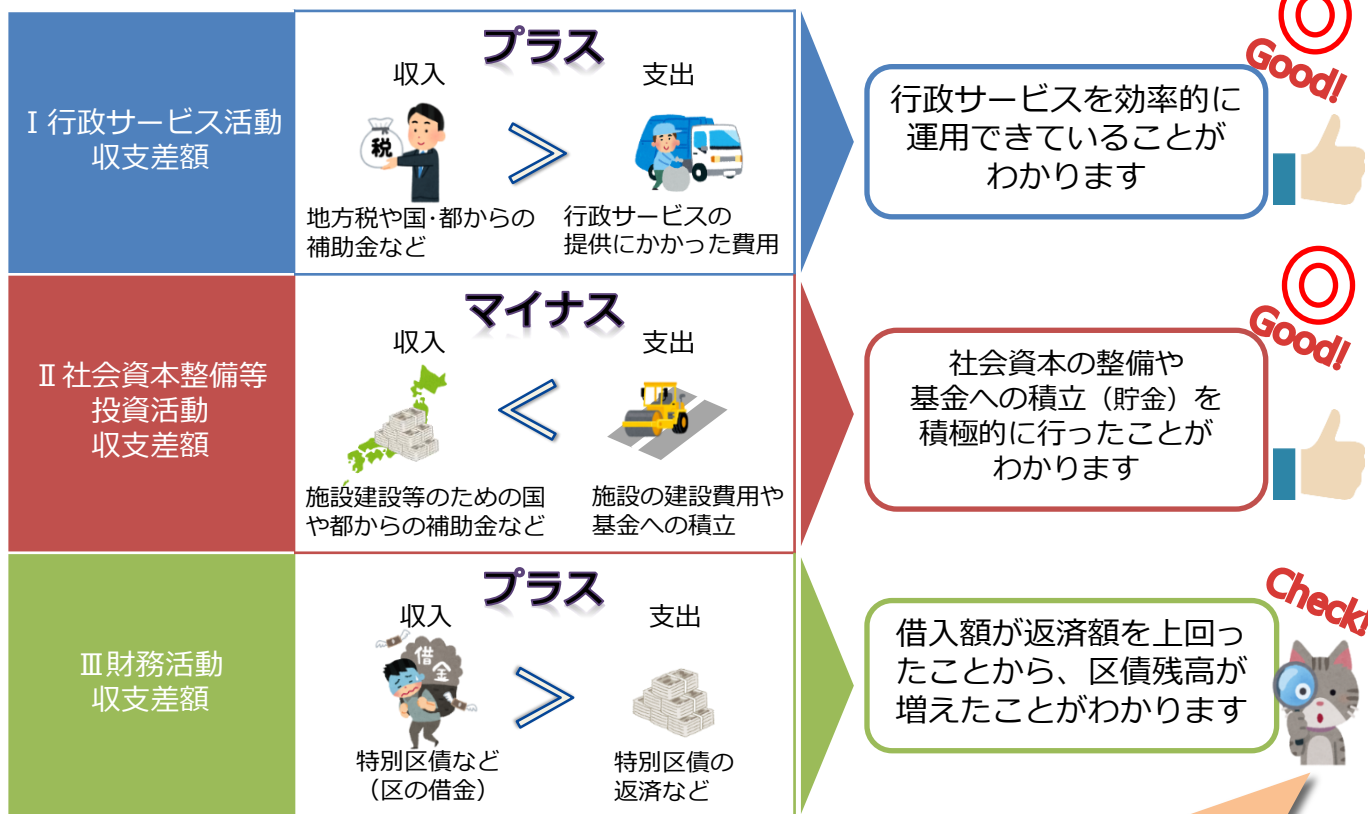 Ⅰ行政サービス活動
収支差額
プラス
収入
支出
税
地方税や国・都からの
補助金など
行政サービスの
提供にかかった費用
Good!
行政サービスを効率的に
運用できていることが
わかります
Ⅱ社会資本整備等
投資活動
収支差額
マイナス
収入
支出
施設建設等のための国
や都からの補助金など
施設の建設費用や
基金への積立
Good!
社会資本の整備や
基金への積立（貯金）を
積極的に行ったことが
わかります
Ⅲ財務活動
収支差額
プラス
収入
支出
借金
特別区債など
（区の借金）
特別区債の
返済など
Check!
借入額が返済額を上回っ
たことから、区債残高が
増えたことがわかります